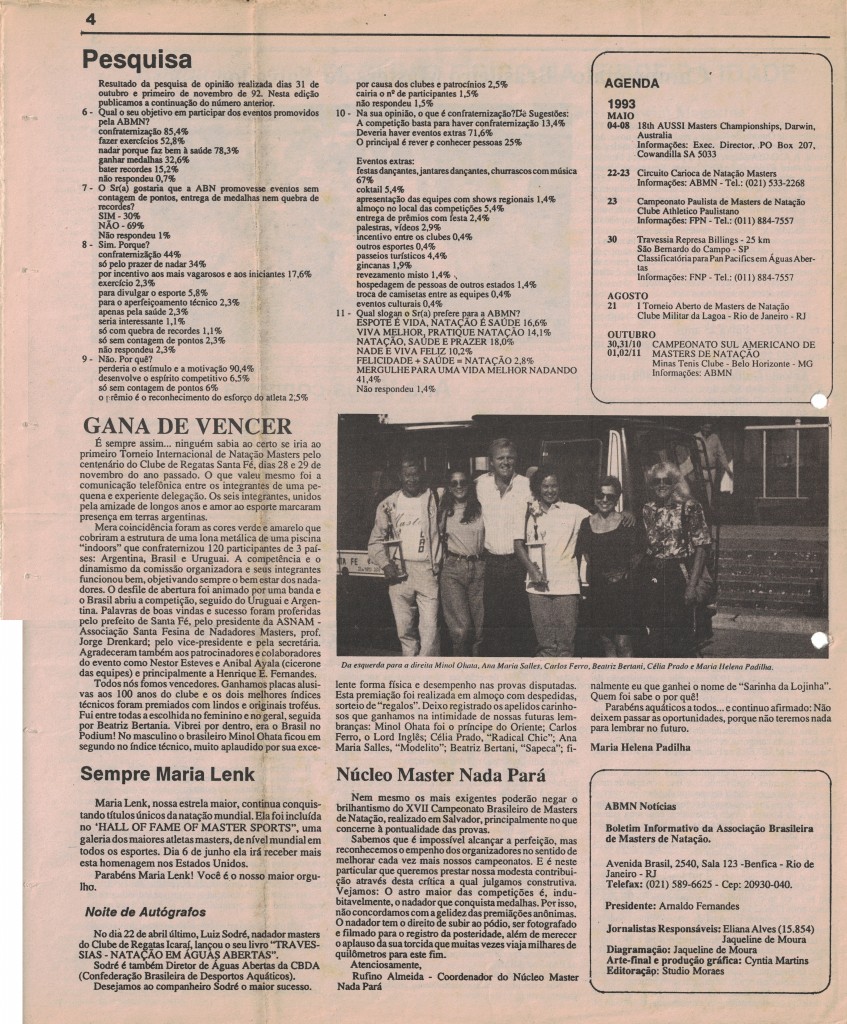 4
Pesquisa
Resultado da pesquisa de opinião realizada dias 31 de
outubro e primeiro de novembro de 92. Nesta edição
publicamos a continuação do número anterior.
6 - Qual o seu objetivo em participar dos eventos promovidos
pela ABMN?
confraternização 85,4%
fazer exercícios 52,8%
nadar porque faz bem à saúde 78,3%
ganhar medalhas 32,6%
bater recordes 15,2%
não respondeu 0,7%
7 - O Sr(a) gostaria que a ABN promovesse eventos sem
contagem de pontos, entrega de medalhas nem quebra de
recordes?
SIM - 30%
NÃO - 69%
Não respondeu 1%
8 - Sim. Porque?
confraternização 44%
só pelo prazer de nadar 34%
por incentivo aos mais vagarosos e aos iniciantes 17,6%
exercício 2,3%
para divulgar o esporte 5,8%
para o aperfeiçoamento técnico 2,3%
apenas pela saúde 2,3%
seria interessante 1,1%
só com quebra de recordes 1,1%
só sem contagem de pontos 2,3%
não respondeu 2,3%
9 - Não. Por quê?
perderia o estímulo e a motivação 90,4%
desenvolve o espírito competitivo 6,5%
só sem contagem de pontos 6%
o prêmio é o reconhecimento do esforço do atleta 2,5%
por causa dos clubes e patrocínios 2,5%
cairia o nº de participantes 1,5%
não respondeu 1,5%
10 - Na sua opinião, o que é confraternização?De Sugestões:
A competição basta para haver confraternização 13,4%
Deveria haver eventos extras 71,6%
O principal é rever e conhecer pessoas 25%
Eventos extras:
festas dançantes, jantares dançantes, churrascos com música
67%
coktail 5,4%
apresentação das equipes com shows regionais 1,4%
almoço no local das competições 5,4%
entrega de prêmios com festa 2,4%
palestras, vídeos 2,9%
incentivo entre os clubes 0,4%
outros esportes 0,4%
passeios turísticos 4,4%
gincanas 1,9%
revezamento misto 1,4%
hospedagem de pessoas de outros estados 1,4%
troca de camisetas entre as equipes 0,4%
eventos culturais 0,4%
11 - Qual slogan o Sr(a) prefere para a ABMN?
ESPOTE É VIDA, NATAÇÃO É SAÚDE 16,6%
VIVA MELHOR, PRATIQUE NATAÇÃO 14,1%
NATAÇÃO, SAÚDE E PRAZER 18,0%
NADE E VIVA FELIZ 10,2%
FELICIDADE + SAÚDE = NATAÇÃO 2,8%
MERGULHE PARA UMA VIDA MELHOR NADANDO
41,4%
Não respondeu 1,4%
AGENDA
1993
MAIO
04-08 18th AUSSI Masters Championships, Darwin,
Australia
Informações: Exec. Director, PO Box 207,
Cowandilla SA 5033
22-23 Circuito Carioca de Natação Masters
Informações: ABMN - Tel.: (021) 533-2268
23 Campeonato Paulista de Masters de Natação
Clube Athletico Paulistano
Informações: FPN - Tel.: (011) 884-7557
30 Travessia Represa Billings - 25 km
São Bernardo do Campo - SP
Classificatória para Pan Pacific em Águas Aber-
tas
Informações: FNP - Tel.: (011) 884-7557
AGOSTO
21 I Torneio Aberto de Masters de Natação
Clube Militar da Lagoa - Rio de Janeiro - RJ
OUTUBRO
30,31/10 CAMPEONATO SUL AMERICANO DE
01,02/11 MASTERS DE NATAÇÃO
Minas Tenis Clube - Belo Horizonte - MG
Informações: ABMN
GANA DE VENCER
É sempre assim... ninguém sabia ao certo se iria ao
primeiro Torneio Internacional de Natação Masters pelo
centenário do Clube de Regatas Santa Fé, dias 28 e 29 de
novembro do ano passado. O que valeu mesmo foi a
comunicação telefônica entre os integrantes de uma pe-
quena e experiente delegação. Os seis integrantes, unidos
pela amizade de longos anos e amor ao esporte marcaram
presença em terras argentinas.
Mera coincidência foram as cores verde e amarelo que
cobriram a estrutura de uma lona metálica de uma piscina
"indoors" que confraternizou 120 participantes de 3 paí-
ses: Argentina, Brasil e Uruguai. A competência e o
dinamismo da comissão organizadora e seus integrantes
funcionou bem, objetivando sempre o bem estar dos nada-
dores. O desfile de abertura foi animado por uma banda e
o Brasil abriu a competição, seguido do Uruguai e Argen-
tina. Palavras de boas vindas e sucesso foram proferidas
pelo prefeito de Santa Fé, pelo presidente da ASNAM -
Associação Santa Fesina de Nadadores Masters, prof.
Jorge Drenkard; pelo vice-presidente e pela secretária.
Agradeceram também aos patrocinadores e colaboradores
do evento como Nestor Esteves e Anibal Ayala (cicerone
das equipes) e principalmente a Henrique E. Fernandes.
Todos nós fomos vencedores. Ganhamos placas alusi-
vas aos 100 anos do clube e os dois melhores índices
técnicos foram premiados com lindos e originais troféus.
Fui entre todas a escolhida no feminino e no geral, seguida
por Beatriz Bertania. Vibrei por dentro, era o Brasil no
Podium! No masculino o brasileiro Minol Ohata ficou em
segundo no índice técnico, muito aplaudido por sua exce-
Da esquerda para a direita Minol Ohata, Ana Maria Salles, Carlos Ferro, Beatriz Bertani, Célia Prado e Maria Helena Padilha.
lente forma física e desempenho nas provas disputadas.
Esta premiação foi realizada em almoço com despedidas,
sorteio de "regalos". Deixo registrado os apelidos carinho-
sos que ganhamos na intimidade de nossas futuras lem-
branças: Minol Ohata foi o príncipe do Oriente; Carlos
Ferro, o Lord Inglês; Célia Prado, "Radical Chic"; Ana
Maria Salles, "Modelito"; Beatriz Bertani, "Sapeca"; fi-
nalmente eu que ganhei o nome de "Sarinha da Lojinha".
Quem foi sabe o por quê!
Parabéns aquáticos a todos... e continuo afirmado: Não
deixem passar as oportunidades, porque não teremos nada
para lembrar no futuro.
Maria Helena Padilha
Sempre Maria Lenk
Maria Lenk, nossa estrela maior, continua conquis-
tando títulos únicos da natação mundial. Ela foi incluída
no 'HALL OF FAME OF MASTER SPORTS", uma
galeria dos maiores atletas masters, de nível mundial em
todos os esportes. Dia 6 de junho ela irá receber mais
esta homenagem nos Estados Unidos.
Parabéns Maria Lenk! Você é o nosso maior orgu-
lho.
Noite de Autógrafos
No dia 22 de abril último, Luiz Sodré, nadador masters
do Clube de Regatas Icaraí, lançou o seu livro "TRAVES-
SIAS - NATAÇÃO EM ÁGUAS ABERTAS".
Sodré é também Diretor de Águas Abertas da CBDA
(Confederação Brasileira de Desportos Aquáticos).
Desejamos ao companheiro Sodré o maior sucesso.
Núcleo Master Nada Pará
Nem mesmo os mais exigentes poderão negar o
brilhantismo do XVII Campeonato Brasileiro de Masters
de Natação, realizado em Salvador, principalmente no que
concerne à pontualidade das provas.
Sabemos que é impossível alcançar a perfeição, mas
reconhecemos o empenho dos organizadores no sentido de
melhorar cada vez mais nossos campeonatos. E é neste
particular que queremos prestar nossa modesta contribui-
ção através desta crítica a qual julgamos construtiva.
Vejamos: O astro maior das competições é, indu-
bitavelmente, o nadador que conquista medalhas. Por isso,
não concordamos com a gelidez das premiações anônimas.
O nadador tem o direito de subir ao pódio, ser fotografado
e filmado para o registro da posteridade, além de merecer
o aplauso da sua torcida que muitas vezes viaja milhares de
quilômetros para este fim.
Atenciosamente,
Rufino Almeida - Coordenador do Núcleo Master
Nada Pará
ABMN Notícias
Boletim Informativo da Associação Brasileira
de Masters de Natação.
Avenida Brasil, 2540, Sala 123 -Benfica - Rio de
Janeiro - RJ
Telefax: (021) 589-6625 - Cep: 20930-040.
Presidente: Arnaldo Fernandes
Jornalistas Responsáveis: Eliana Alves (15.854)
Jaqueline de Moura
Diagramação: Jaqueline de Moura
Arte-final e produção gráfica: Cyntia Martins
Editoração: Studio Moraes